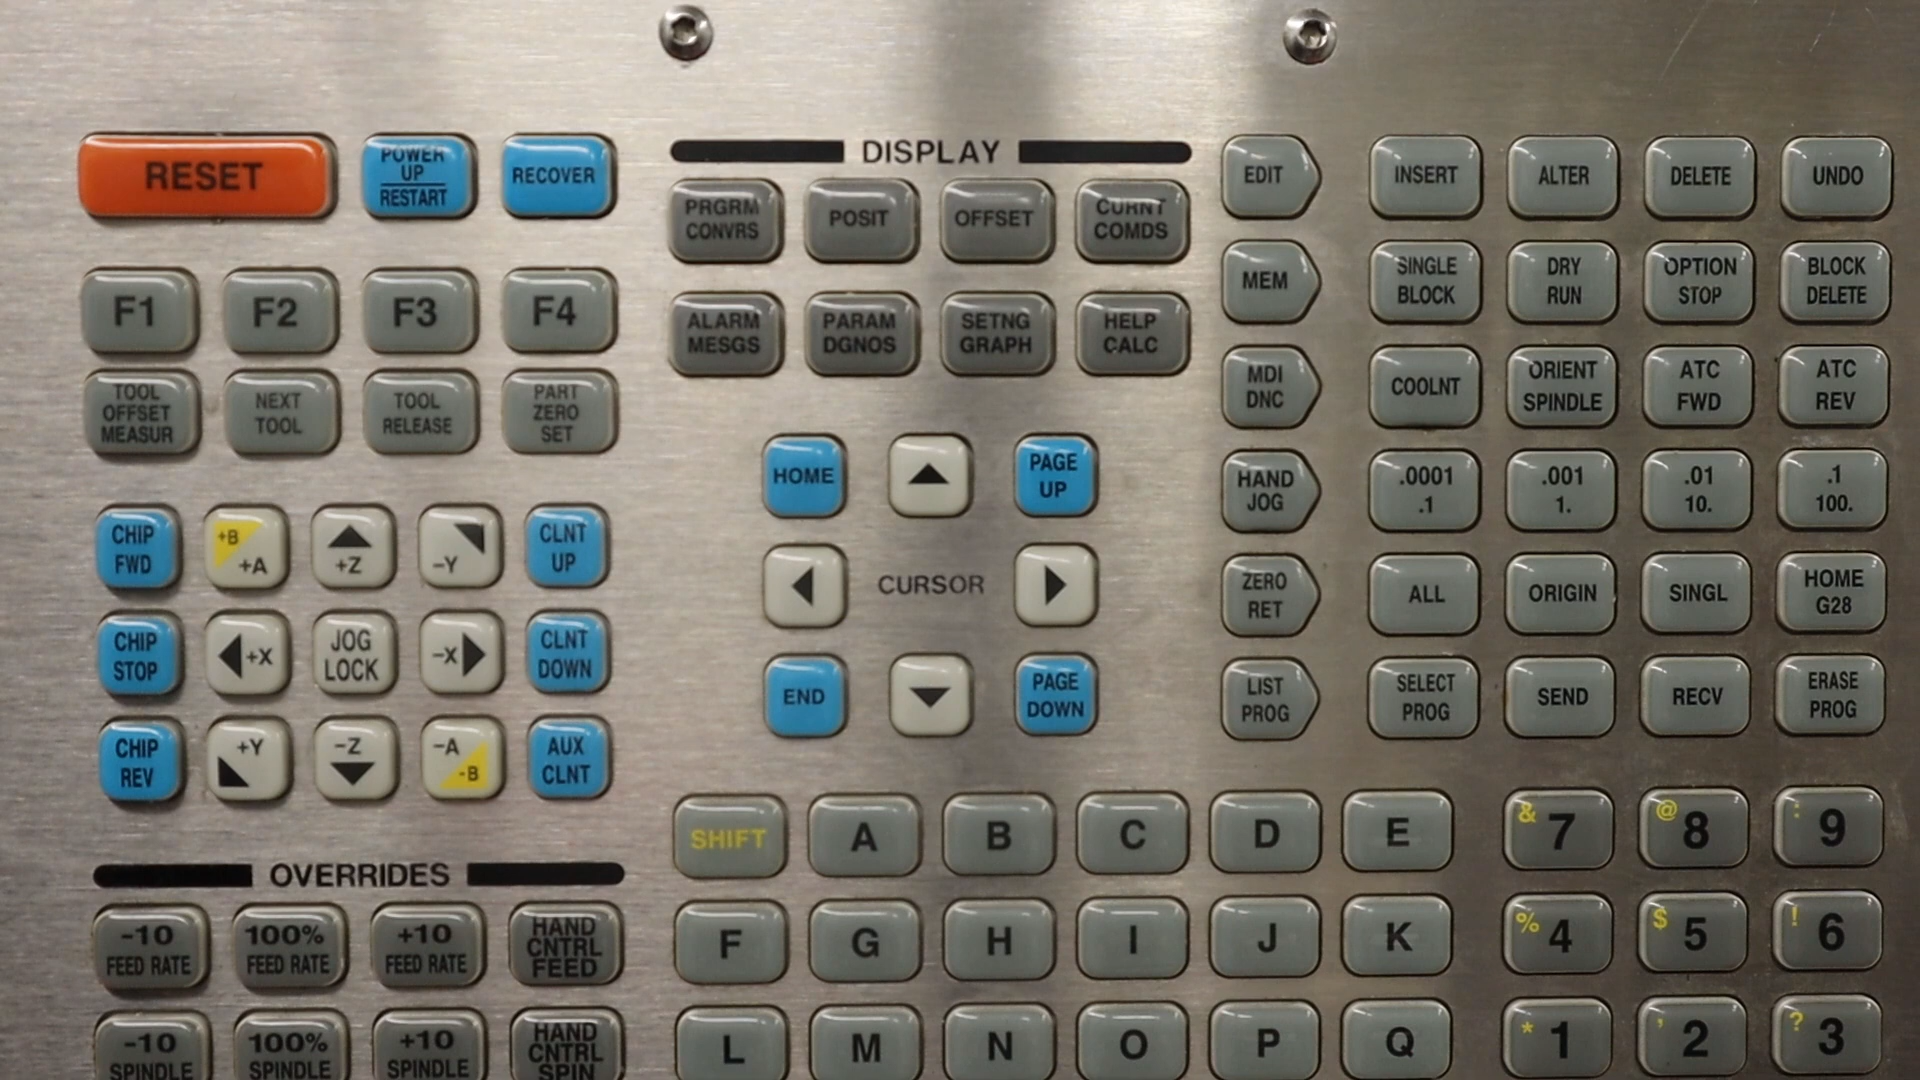 RESET
POWER
UP
RESTART
RECOVER
F1
F2
F3
F4
TOOL
OFFSET
MEASUR
NEXT
TOOL
TOOL
RELEASE
PART
ZERO
SET
CHIP
FWD
+B
+A
+Z
-Y
CLNT
UP
CHIP
STOP
+X
JOG
LOCK
-X
CLNT
DOWN
CHIP
REV
+Y
-Z
-A
-B
AUX
CLNT
OVERRIDES
-10
FEED RATE
100%
FEED RATE
+10
FEED RATE
HAND
CNTRL
FEED
-10
SPINDLE
100%
SPINDLE
+10
SPINDLE
HAND
CNTRL
SPIN
DISPLAY
PRGRM
CONVRS
POSIT
OFFSET
CURNT
COMDS
ALARM
MESGS
PARAM
DGNOS
SETNG
GRAPH
HELP
CALC
HOME
PAGE
UP
CURSOR
END
PAGE
DOWN
EDIT
INSERT
ALTER
DELETE
UNDO
MEM
SINGLE
BLOCK
DRY
RUN
OPTION
STOP
BLOCK
DELETE
MDI
DNC
COOLNT
ORIENT
SPINDLE
ATC
FWD
ATC
REV
HAND
JOG
.0001
.1
.001
1.
.01
10.
.1
100.
ZERO
RET
ALL
ORIGIN
SINGL
HOME
G28
LIST
PROG
SELECT
PROG
SEND
RECV
ERASE
PROG
SHIFT
A
B
C
D
E
F
G
H
I
J
K
L
M
N
O
P
Q
& 7
@ 8
: 9
% 4
$ 5
! 6
* 1
, 2
? 3